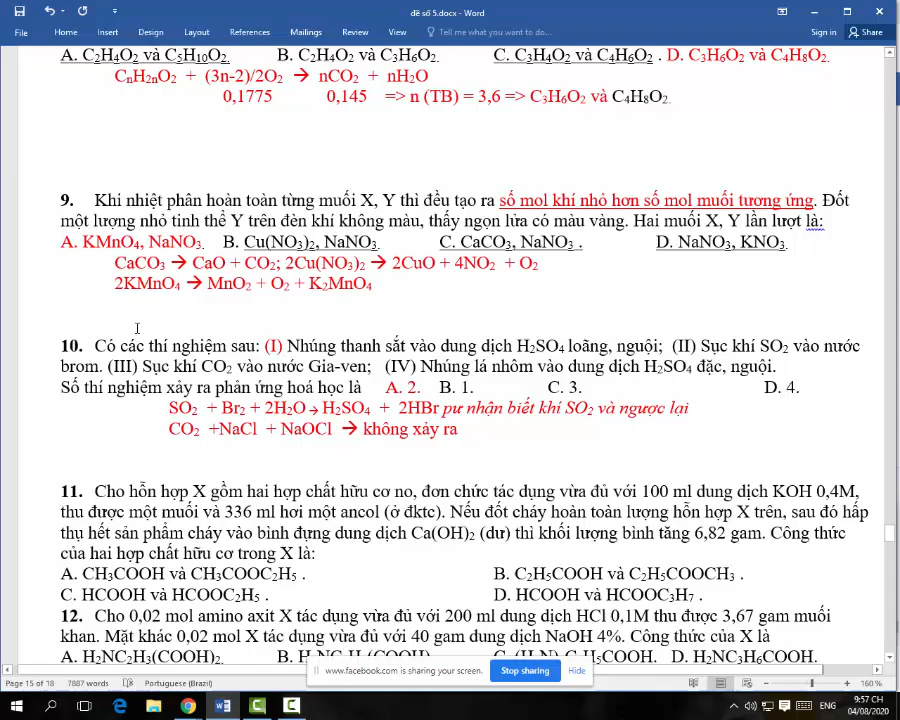 đề số 5.docx - Word
File Home Insert Design Layout References Mailings Review View Tell me what you want to do... Sign in Share
A. C2H4O2 và C5H10O2. B. C2H4O2 và C3H6O2. C. C3H4O2 và C4H6O2 . D. C3H6O2 và C4H8O2.
CnH2nO2 + (3n-2)/2O2 → nCO2 + nH2O
0,1775 0,145 => n (TB) = 3,6 => C3H6O2 và C4H8O2.
9. Khi nhiệt phân hoàn toàn từng muối X, Y thì đều tạo ra số mol khí nhỏ hơn số mol muối tương ứng. Đốt
một lượng nhỏ tinh thể Y trên đèn khí không màu, thấy ngọn lửa có màu vàng. Hai muối X, Y lần lượt là:
A. KMnO4, NaNO3. B. Cu(NO3)2, NaNO3. C. CaCO3, NaNO3 . D. NaNO3, KNO3.
CaCO3 → CaO + CO2; 2Cu(NO3)2 → 2CuO + 4NO2 + O2
2KMnO4 → MnO2 + O2 + K2MnO4
10. Có các thí nghiệm sau: (I) Nhúng thanh sắt vào dung dịch H2SO4 loãng, nguội; (II) Sục khí SO2 vào nước
brom. (III) Sục khí CO2 vào nước Gia-ven; (IV) Nhúng lá nhôm vào dung dịch H2SO4 đặc, nguội.
Số thí nghiệm xảy ra phản ứng hoá học là A. 2. B. 1. C. 3. D. 4.
SO2 + Br2 + 2H2O → H2SO4 + 2HBr pư nhận biết khí SO2 và ngược lại
CO2 +NaCl + NaOCl → không xảy ra
11. Cho hỗn hợp X gồm hai hợp chất hữu cơ no, đơn chức tác dụng vừa đủ với 100 ml dung dịch KOH 0,4M,
thu được một muối và 336 ml hơi một ancol (ở đktc). Nếu đốt cháy hoàn toàn lượng hỗn hợp X trên, sau đó hấp
thụ hết sản phẩm cháy vào bình đựng dung dịch Ca(OH)2 (dư) thì khối lượng bình tăng 6,82 gam. Công thức
của hai hợp chất hữu cơ trong X là:
A. CH3COOH và CH3COOC2H5 . B. C2H5COOH và C2H5COOCH3 .
C. HCOOH và HCOOC2H5 . D. HCOOH và HCOOC3H7 .
12. Cho 0,02 mol amino axit X tác dụng vừa đủ với 200 ml dung dịch HCl 0,1M thu được 3,67 gam muối
khan. Mặt khác 0,02 mol X tác dụng vừa đủ với 40 gam dung dịch NaOH 4%. Công thức của X là
A. H2NC2H3(COOH)2. D. H2NC3H6COOH.
www.facebook.com is sharing your screen. Stop sharing Hide
Page 15 of 18 7887 words Portuguese (Brazil) 160 %
ENG 9:57 CH
04/08/2020